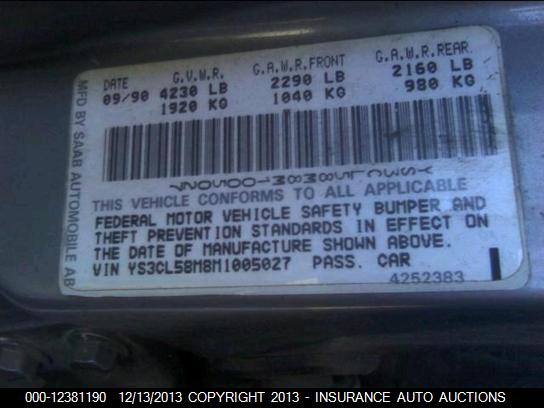 MFD BY SAAB AUTOMOBILE AB
DATE G.V.W.R. G.A.W.R.FRONT G.A.W.R.REAR
09/90 4230 LB 2290 LB 2160 LB
1920 KG 1040 KG 980 KG
YS3CL58M8M1005027
THIS VEHICLE CONFORMS TO ALL APPLICABLE
FEDERAL MOTOR VEHICLE SAFETY BUMPER AND
THEFT PREVENTION STANDARDS IN EFFECT ON
THE DATE OF MANUFACTURE SHOWN ABOVE.
VIN YS3CL58M8M1005027 PASS. CAR
4252383
000-12381190 12/13/2013 COPYRIGHT 2013 - INSURANCE AUTO AUCTIONS